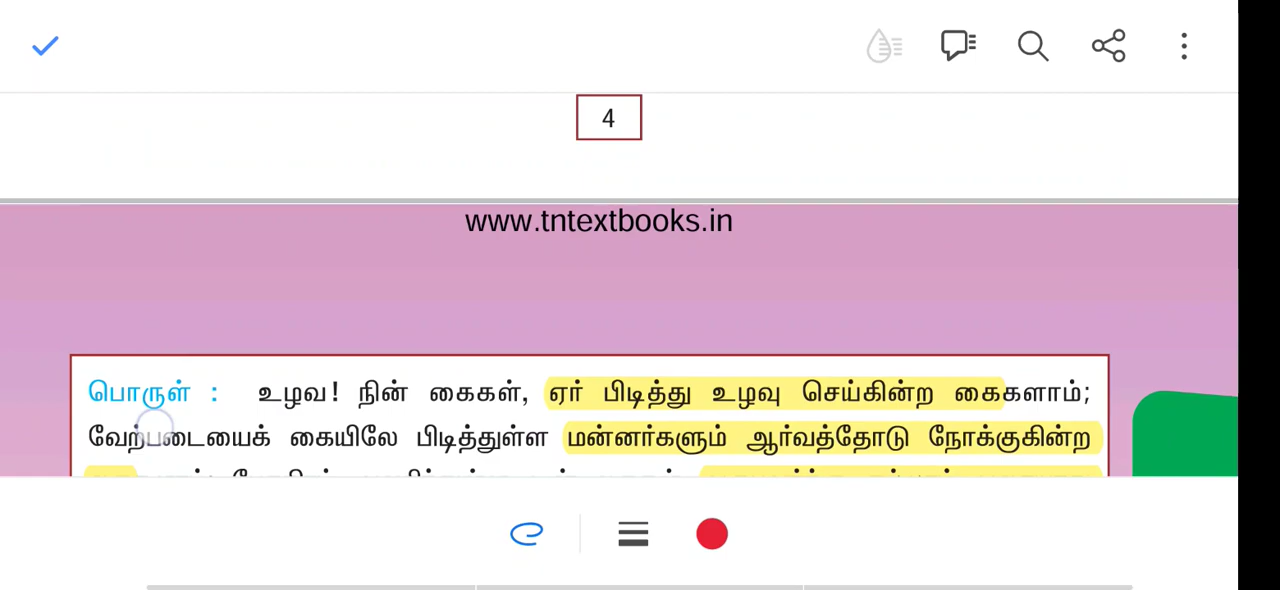 4
www.tntextbooks.in
பொருள் : உழவ! நின் கைகள், ஏர் பிடித்து உழவு செய்கின்ற கைகளாம்;
வேற்படையைக் கையிலே பிடித்துள்ள மன்னர்களும் ஆர்வத்தோடு நோக்குகின்ற